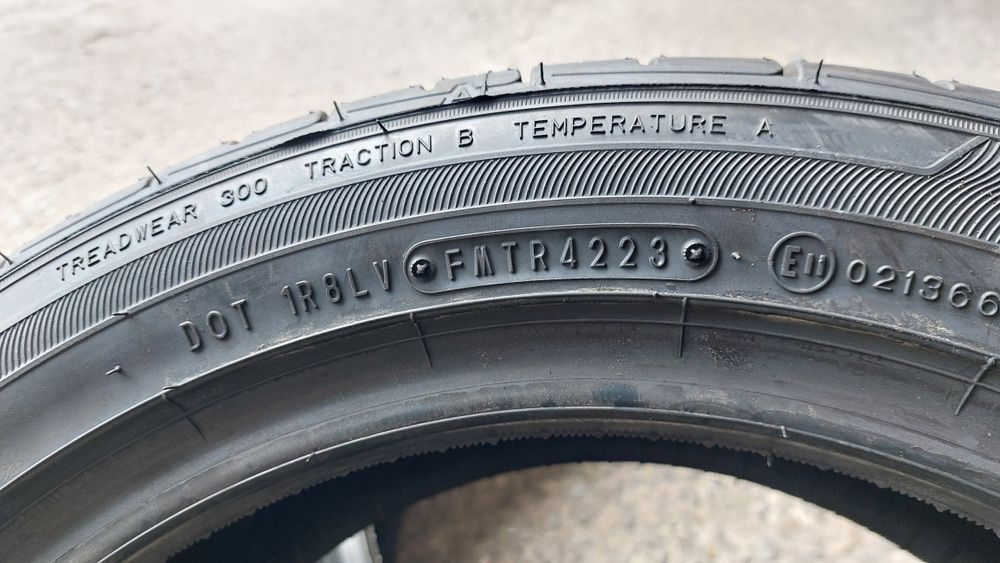 TREADWEAR 300 TRACTION B TEMPERATURE A
DOT 1R8LV FMTR4223 E11 021366